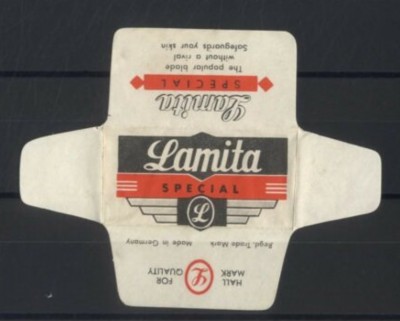 Safeguards your skin
without a rival
The popular blade
SPECIAL
Lamita
Lamita
SPECIAL
L
Regd. Trade Mark Made in Germany
HALL MARK L FOR QUALITY